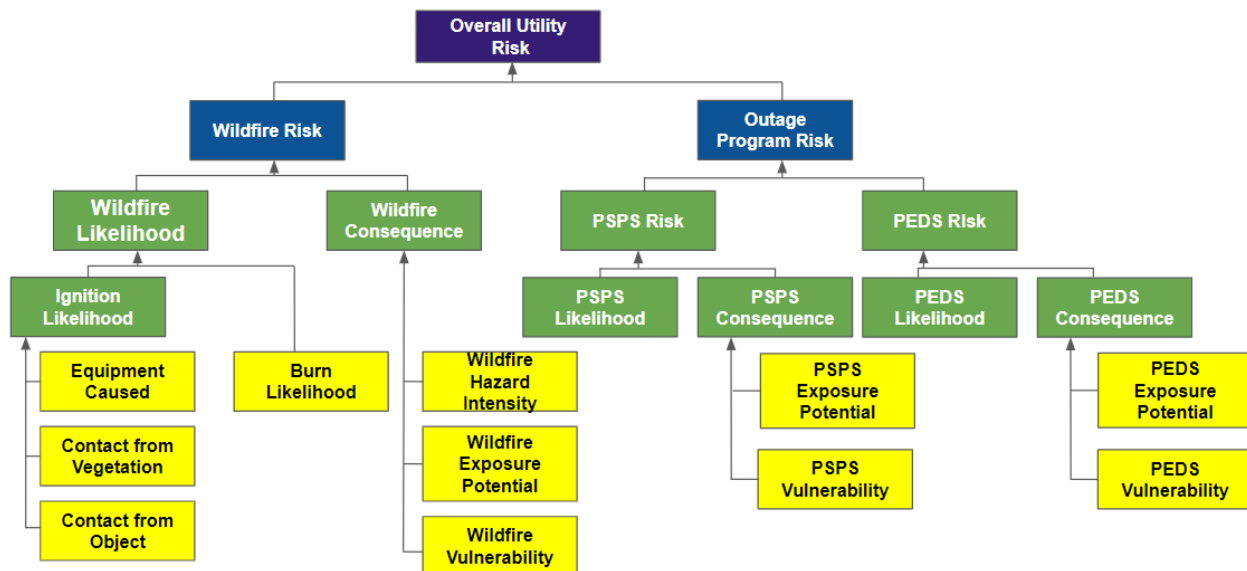 Overall Utility
Risk
Wildfire Risk
Outage
Program Risk
Wildfire
Likelihood
Wildfire
Consequence
PSPS Risk
PEDS RIsk
Ignition
Likelihood
PSPS
Likelihood
PSPS
Consequence
PEDS
Likelihood
PEDS
Consequence
Equipment
Caused
Burn
Likelihood
Wildfire
Hazard
Intensity
PSPS
Exposure
Potential
PEDS
Exposure
Potential
Contact from
Vegetation
Wildfire
Exposure
Potential
PSPS
Vulnerability
PEDS
Vulnerability
Contact from
Object
Wildfire
Vulnerability